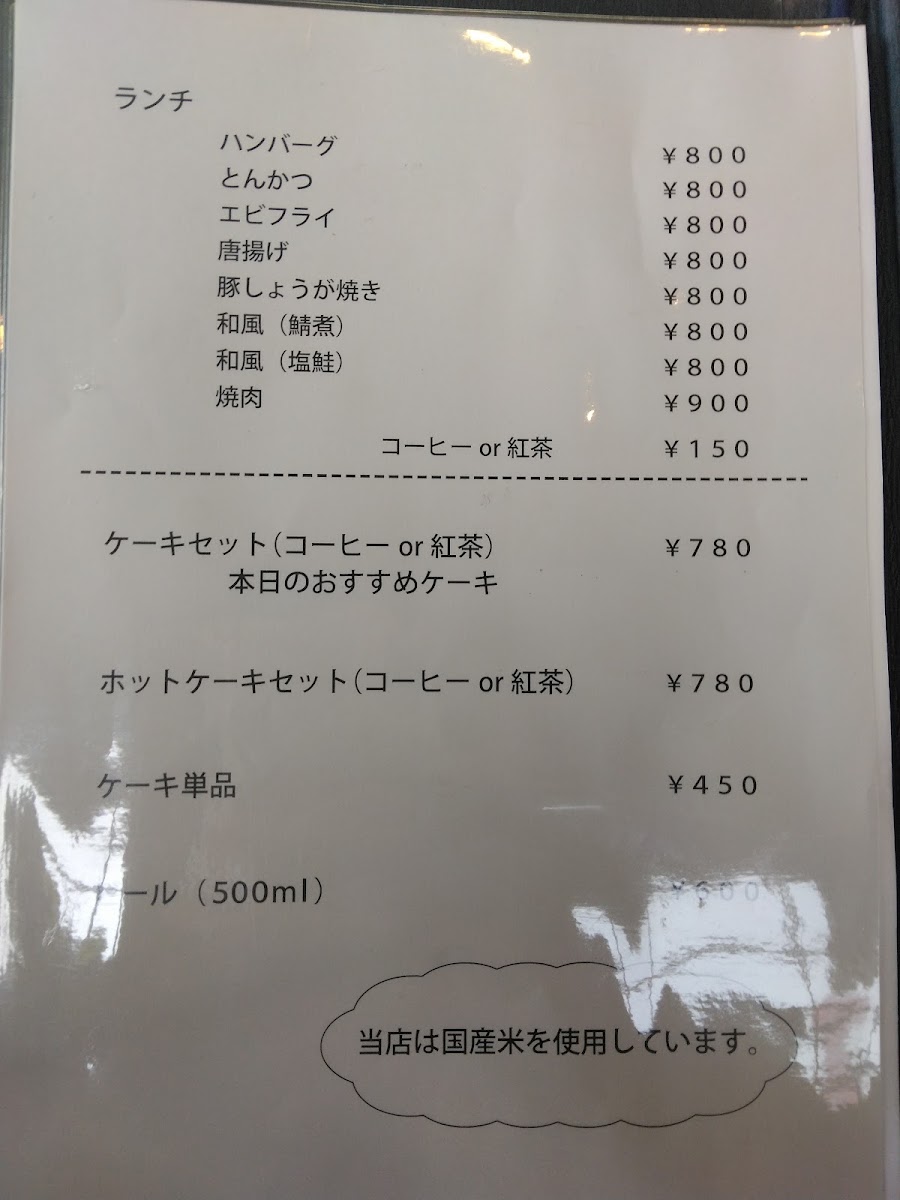 ランチ
ハンバーグ ￥８００
とんかつ ￥８００
エビフライ ￥８００
唐揚げ ￥８００
豚しょうが焼き ￥８００
和風（鯖煮） ￥８００
和風（塩鮭） ￥８００
焼肉 ￥９００
コーヒー or 紅茶 ￥１５０
ケーキセット（コーヒー or 紅茶） ￥７８０
本日のおすすめケーキ
ホットケーキセット（コーヒー or 紅茶） ￥７８０
ケーキ単品 ￥４５０
ール（500ml） ￥６００
当店は国産米を使用しています。